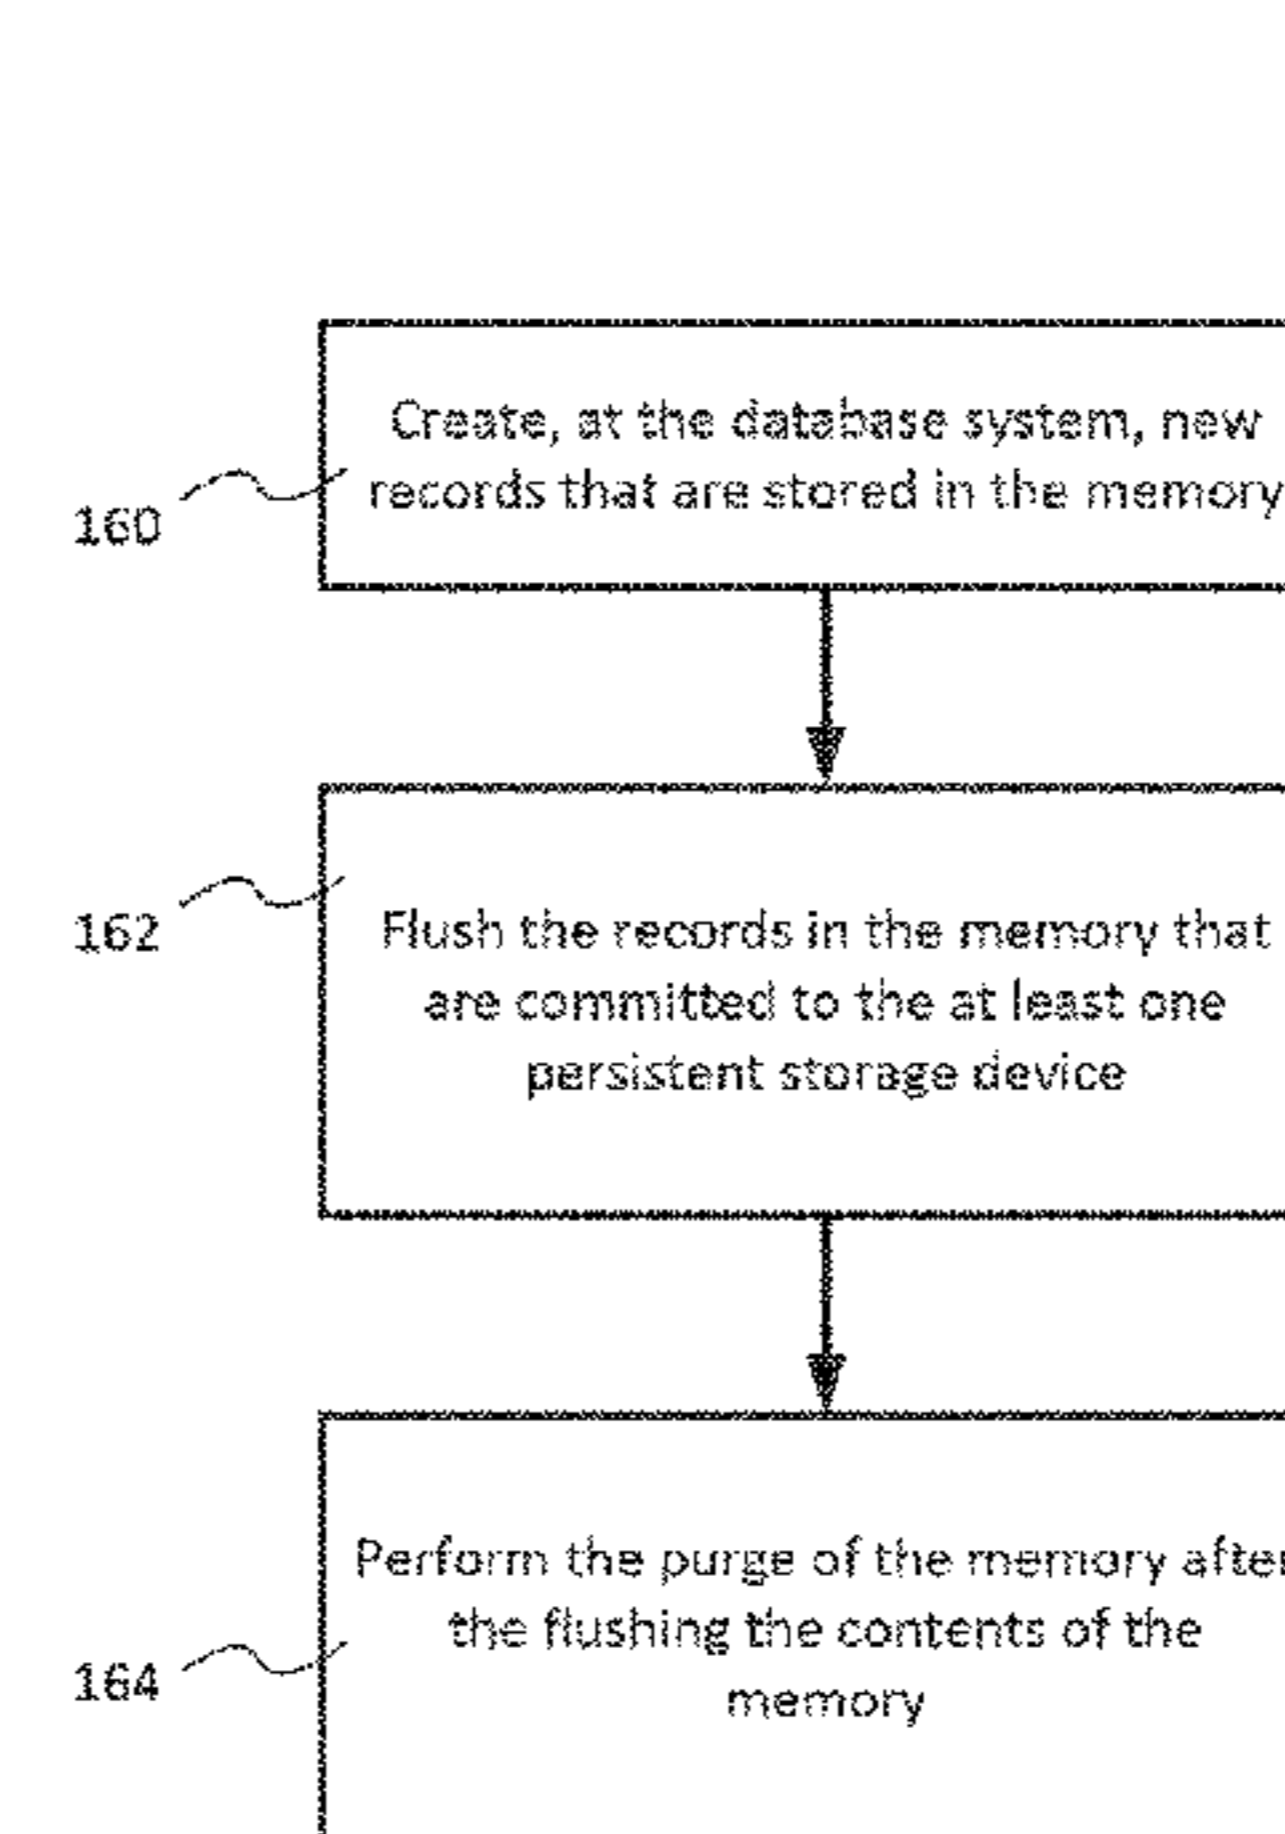 Create, at the database system, new
records that are stored in the memory
160
Flush the records in the memory that
162
are committed to the at least one
persistent storage device
Perform the purge of the memory after
the flushing the contents of the
164
memory